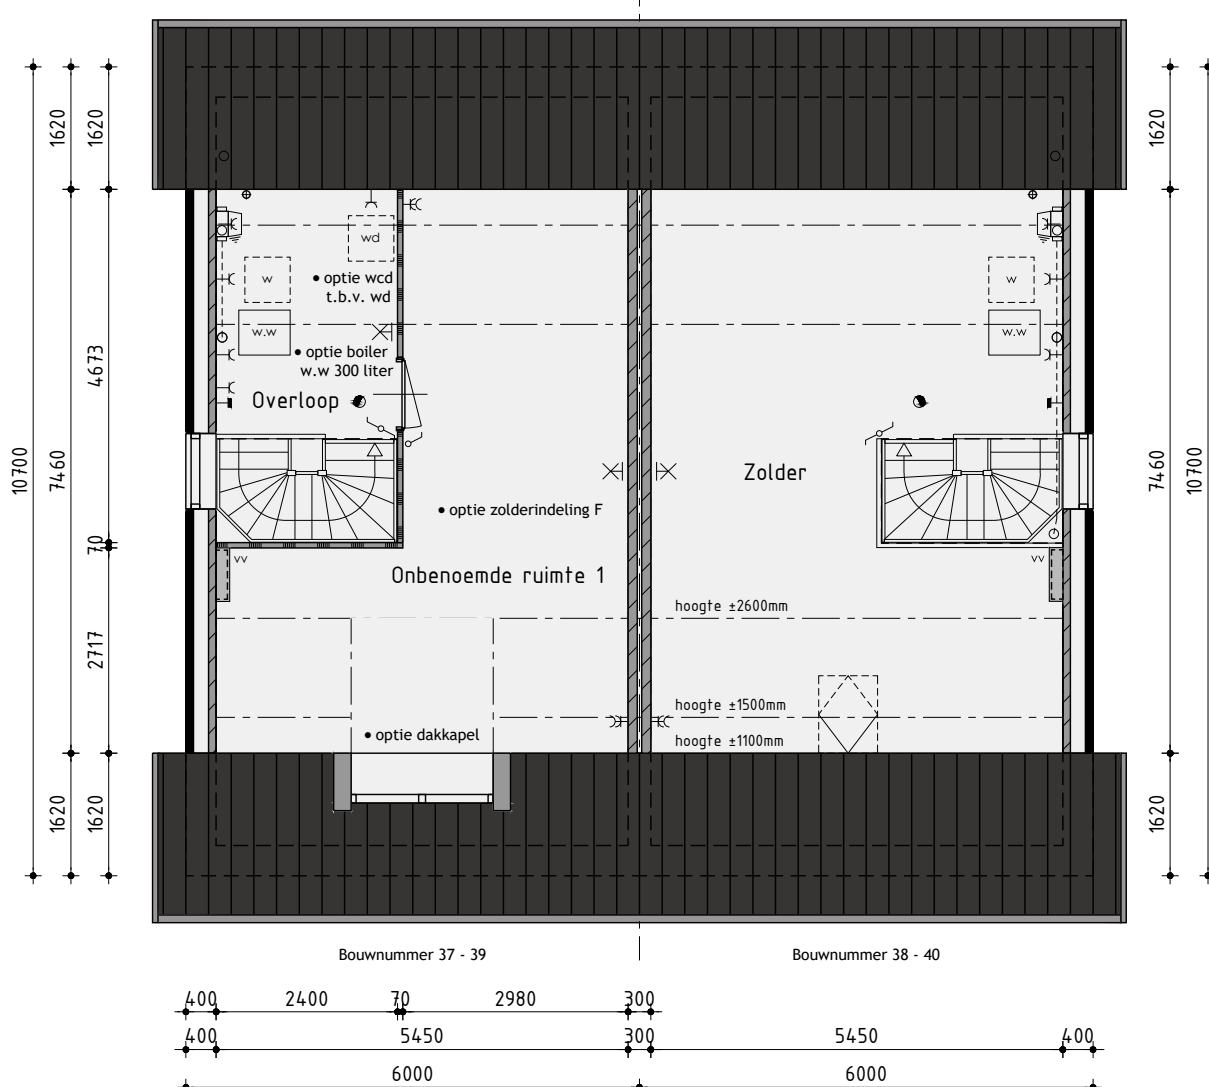 1620
1620
1620
wd
• optie wcd
t.b.v. wd
w
w
w.w
w.w
• optie boiler
w.w 300 liter
4673
Overloop
10700
7460
7460
10700
Zolder
• optie zolderindeling F
70
vv
vv
Onbenoemde ruimte 1
hoogte ±2600mm
2717
hoogte ±1500mm
• optie dakkapel
hoogte ±1100mm
1620
1620
1620
Bouwnummer 37 - 39
Bouwnummer 38 - 40
400
2400
70
2980
300
400
5450
300
5450
400
6000
6000